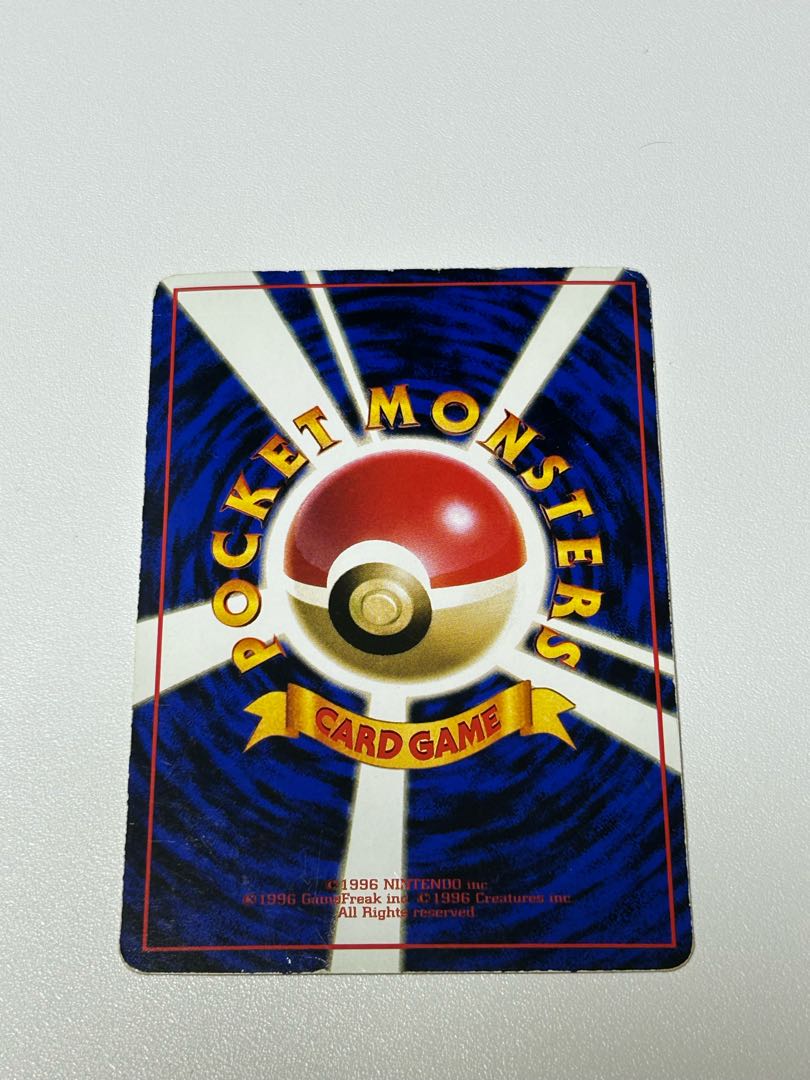 POCKET MONSTERS
CARD GAME
©1996 NINTENDO inc
©1996 GameFreak inc ©1996 Creatures inc
All Rights reserved